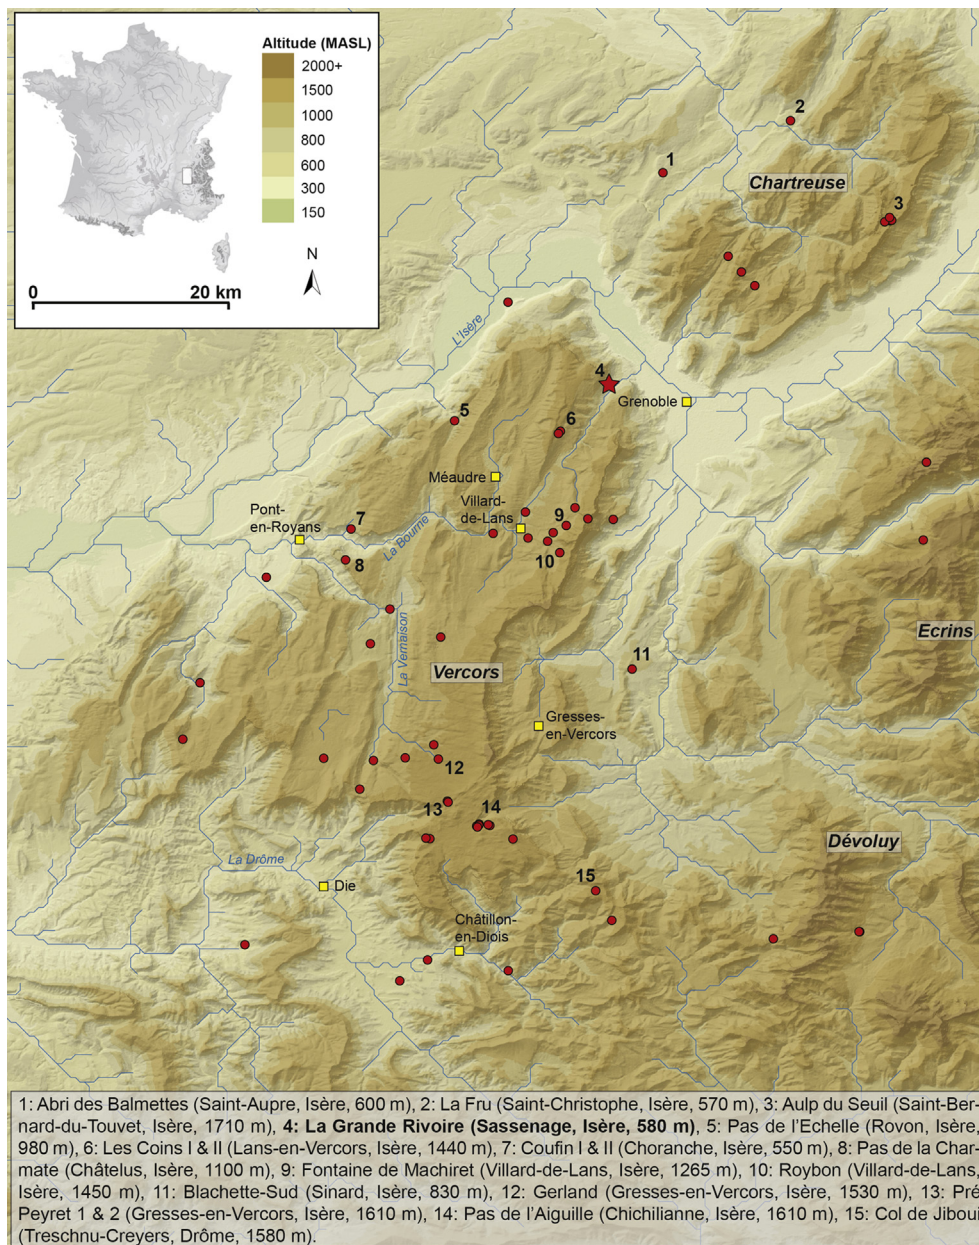 Altitude (MASL)
2000+
1500
1000
800
600
300
150
N
0 20 km
2
1
Chartreuse
3
L'Isère
4
Grenoble
5
6
Méaudre
Villard-
de-Lans
Pont-
en-Royans
7
La Bourne
9
8
10
Ecrins
La Vernaison
Vercors
11
Gresses-
en-Vercors
12
13
14
Dévoluy
La Drôme
Die
15
Châtillon-
en-Diois
1: Abri des Balmettes (Saint-Aupre, Isère, 600 m), 2: La Fru (Saint-Christophe, Isère, 570 m), 3: Aulp du Seuil (Saint-Ber-
nard-du-Touvet, Isère, 1710 m), 4: La Grande Rivoire (Sassenage, Isère, 580 m), 5: Pas de l'Echelle (Rovon, Isère,
980 m), 6: Les Coins I & II (Lans-en-Vercors, Isère, 1440 m), 7: Coufin I & II (Choranche, Isère, 550 m), 8: Pas de la Char-
mate (Châtelus, Isère, 1100 m), 9: Fontaine de Machiret (Villard-de-Lans, Isère, 1265 m), 10: Roybon (Villard-de-Lans,
Isère, 1450 m), 11: Blachette-Sud (Sinard, Isère, 830 m), 12: Gerland (Gresses-en-Vercors, Isère, 1530 m), 13: Pré
Peyret 1 & 2 (Gresses-en-Vercors, Isère, 1610 m), 14: Pas de l'Aiguille (Chichilianne, Isère, 1610 m), 15: Col de Jiboui
(Treschnu-Creyers, Drôme, 1580 m).